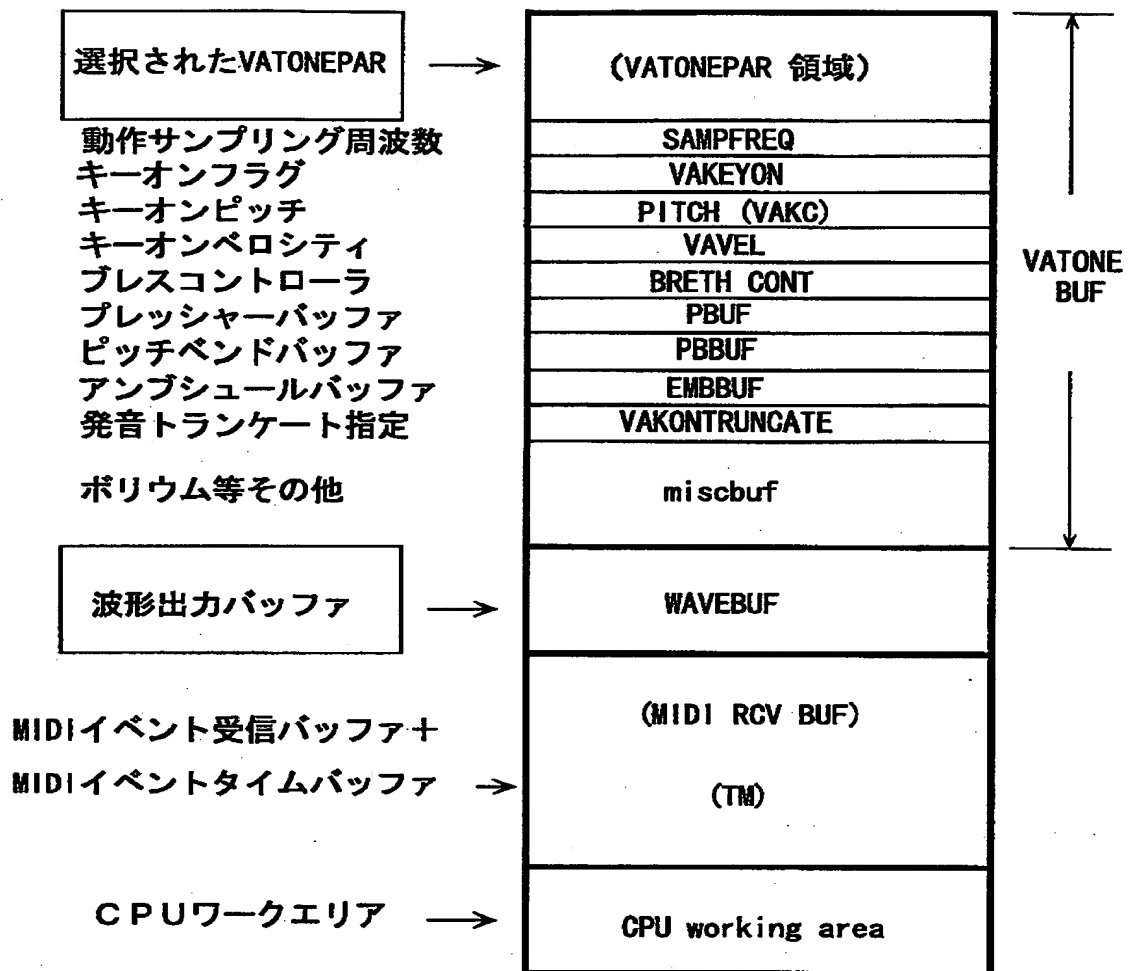 選択されたVATONEPAR
(VATONEPAR 領域)
動作サンプリング周波数
SAMPFREQ
キーオンフラグ
VAKEYON
キーオンピッチ
PITCH (VAKC)
キーオンベロシティ
VAVEL
ブレスコントローラ
BRETH CONT
プレッシャーバッファ
PBUF
ピッチベンドバッファ
PBBUF
アンブシュールバッファ
EMBBUF
発音トランケート指定
VAKONTRUNCATE
ボリウム等その他
miscbuf
VATONE
BUF
波形出力バッファ
WAVEBUF
MIDIイベント受信バッファ＋
(MIDI RCV BUF)
MIDIイベントタイムバッファ
(TM)
ＣＰＵワークエリア
CPU working area